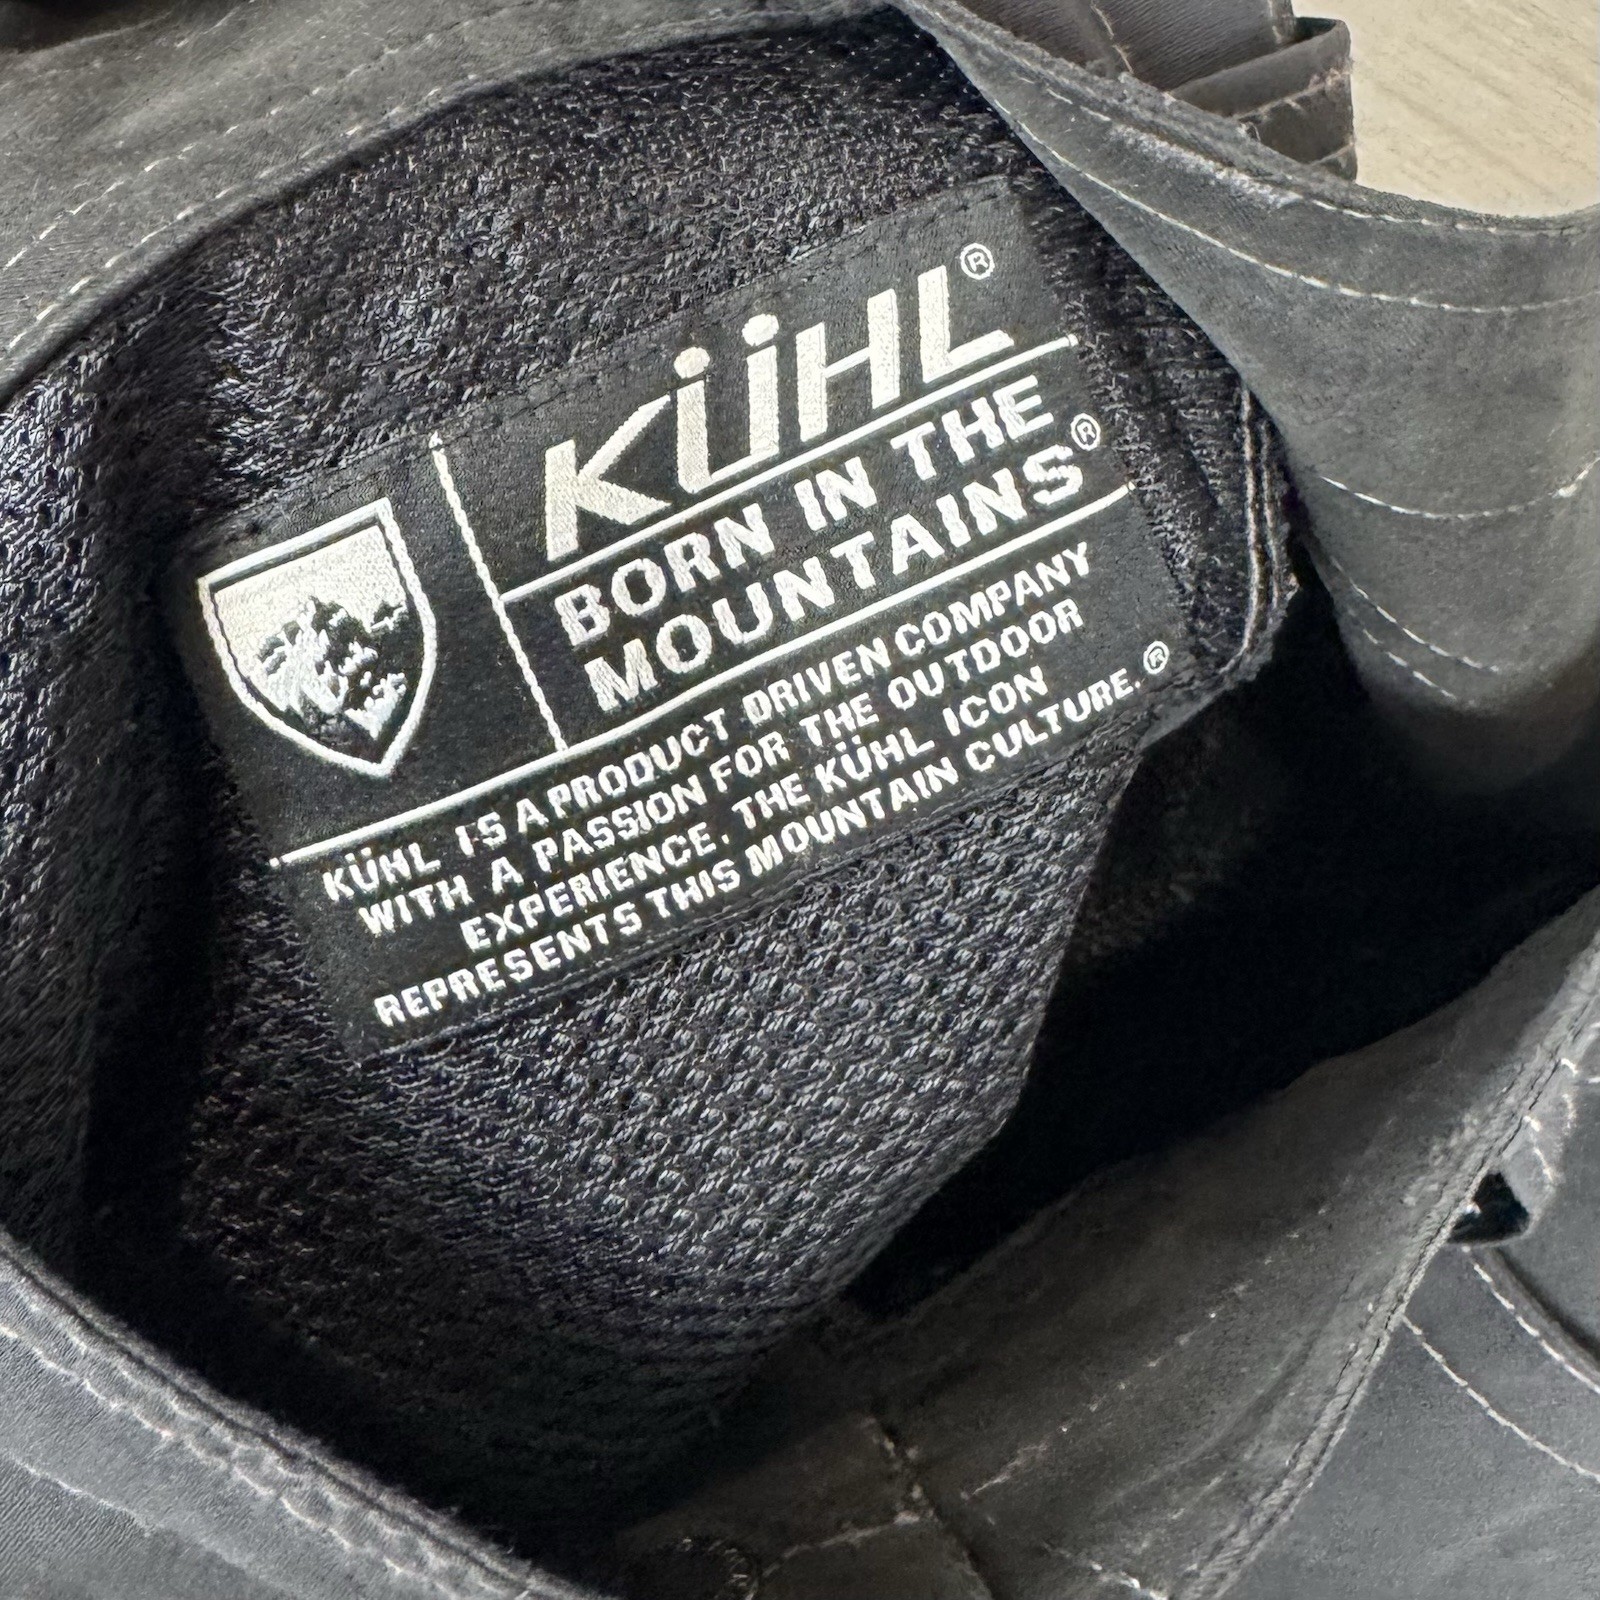 KÜHL®
BORN IN THE
MOUNTAINS®
KÜHL IS A PRODUCT DRIVEN COMPANY
WITH A PASSION FOR THE OUTDOOR
EXPERIENCE. THE KÜHL ICON
REPRESENTS THIS MOUNTAIN CULTURE.®